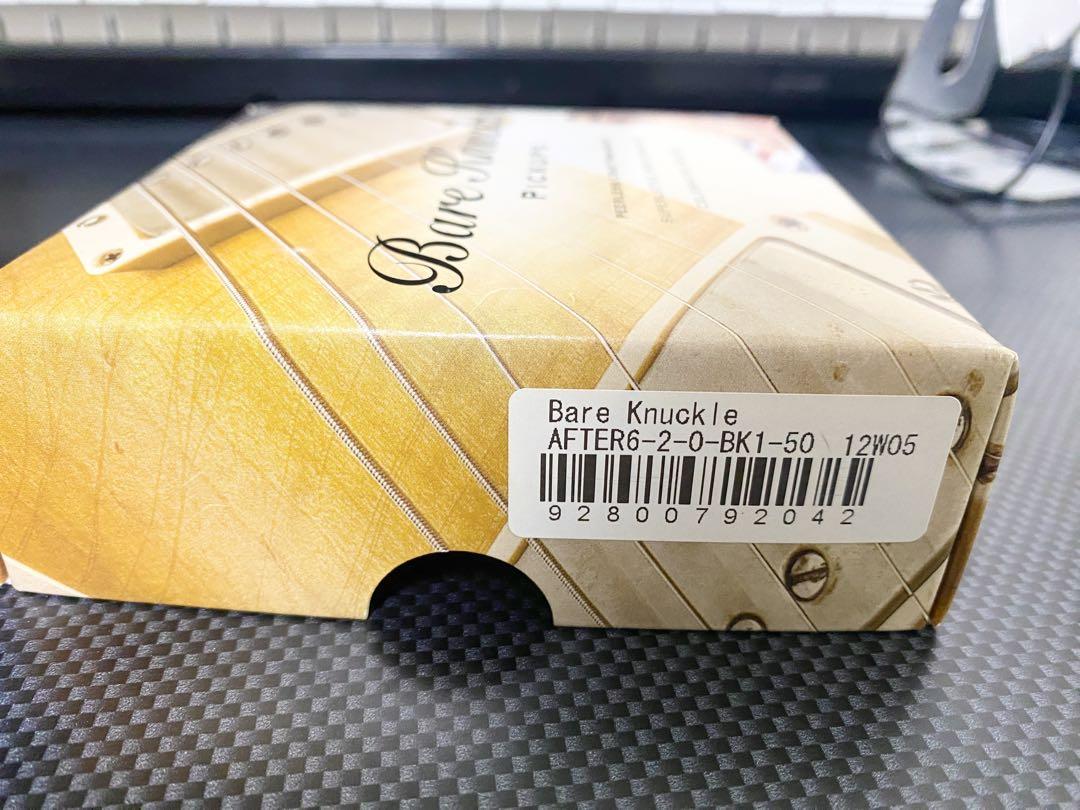 Bare Knuckle
PICKUPS
Bare Knuckle
AFTER6-2-0-BK1-50 12W05
92800792042